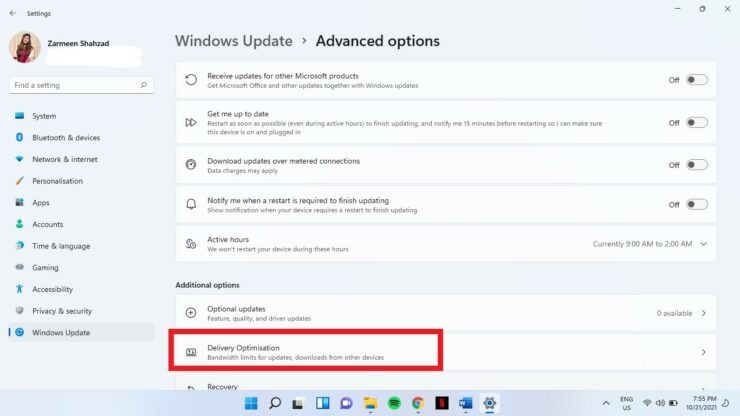 Settings
Zarmeen Shahzad
Find a setting
System
Bluetooth & devices
Network & internet
Personalisation
Apps
Accounts
Time & language
Gaming
Accessibility
Privacy & security
Windows Update
Windows Update > Advanced options
Receive updates for other Microsoft products
Get Microsoft Office and other updates together with Windows updates
Off
Get me up to date
Restart as soon as possible (even during active hours) to finish updating, and notify me 15 minutes before restarting so I can make sure
this device is on and plugged in
Off
Download updates over metered connections
Data charges may apply
Off
Notify me when a restart is required to finish updating
Show notification when your device requires a restart to finish updating
Off
Active hours
We won't restart your device during these hours
Currently 9:00 AM to 2:00 AM
Additional options
Optional updates
Feature, quality, and driver updates
0 available
Delivery Optimisation
Bandwidth limits for updates, downloads from other devices
Recovery
ENG
UK
7:55 PM
10/21/2021